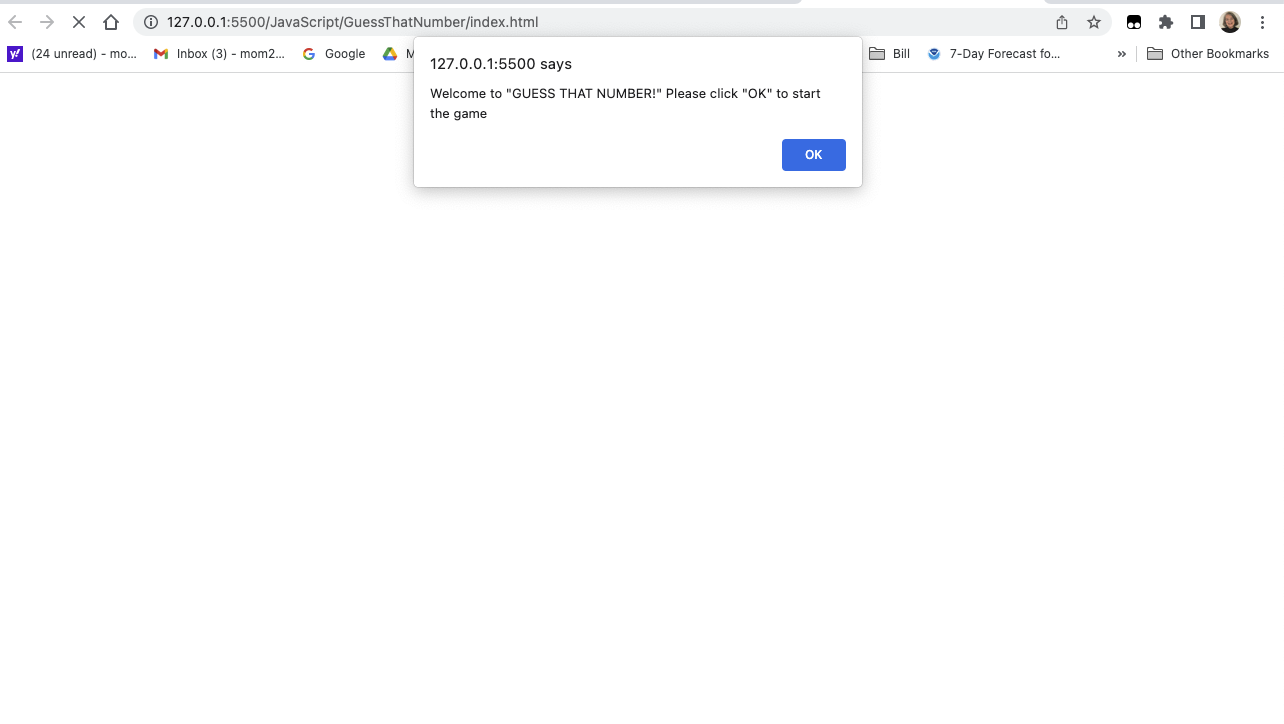 127.0.0.1:5500/JavaScript/GuessThatNumber/index.html
y! (24 unread) - mo... Inbox (3) - mom2... Google M Bill 7-Day Forecast fo... » Other Bookmarks
127.0.0.1:5500 says
Welcome to "GUESS THAT NUMBER!" Please click "OK" to start
the game
OK